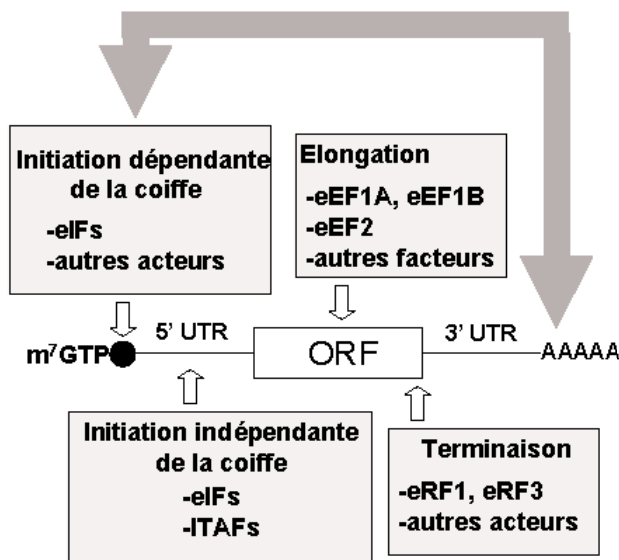 Initiation dépendante
de la coiffe
-eIFs
-autres acteurs
Elongation
-eEF1A, eEF1B
-eEF2
-autres facteurs
5' UTR
3' UTR
m⁷GTP
ORF
AAAAA
Initiation indépendante
de la coiffe
-eIFs
-ITAFs
Terminaison
-eRF1, eRF3
-autres acteurs